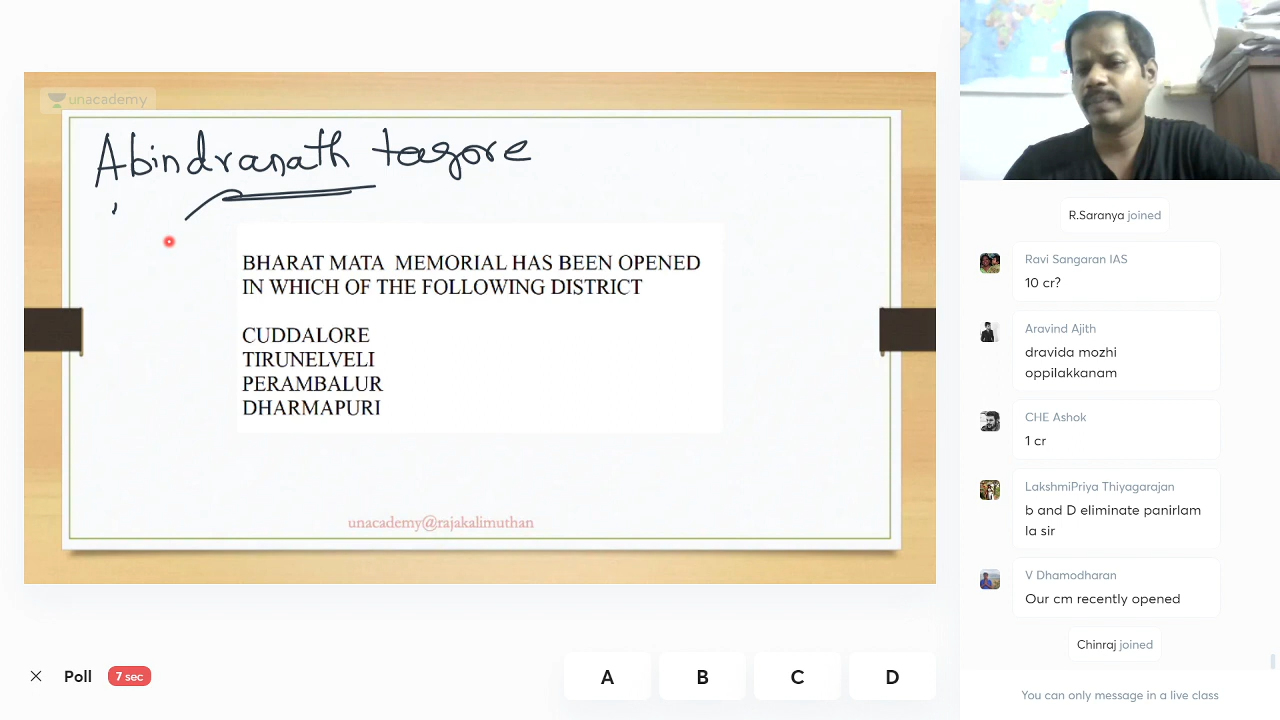 unacademy
Abindranath tagore
BHARAT MATA MEMORIAL HAS BEEN OPENED
IN WHICH OF THE FOLLOWING DISTRICT
CUDDALORE
TIRUNELVELI
PERAMBALUR
DHARMAPURI
unacademy@rajakalimuthan
Poll
7 sec
A
B
C
D
R.Saranya joined
Ravi Sangaran IAS
10 cr?
Aravind Ajith
dravida mozhi
oppilakkanam
CHE Ashok
1 cr
LakshmiPriya Thiyagarajan
b and D eliminate panirlam
la sir
V Dhamodharan
Our cm recently opened
Chinraj joined
You can only message in a live class